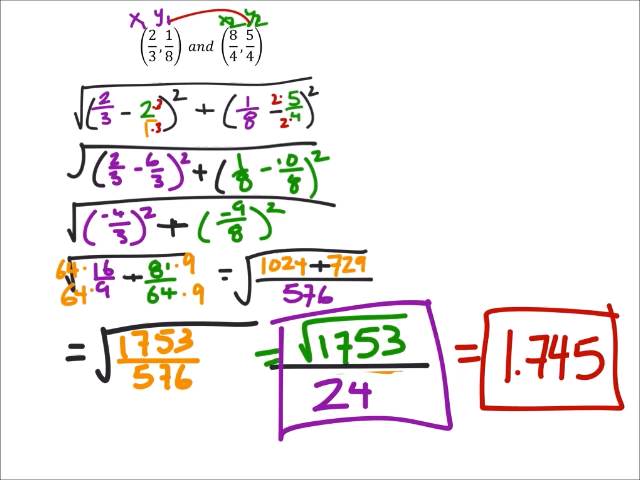 x₁ y₁ x₂ y₂
(2/3, 1/8) and (8/4, 5/4)
√((2/3 - 2·3/1·3)² + (1/8 - 2·5/2·4)²)
√((2/3 - 6/3)² + (1/8 - 10/8)²)
√((-4/3)² + (-9/8)²)
√(64·16/64·9 + 81·9/64·9) = √((1024+729)/576)
= √(1753/576) = √1753/24 = 1.745